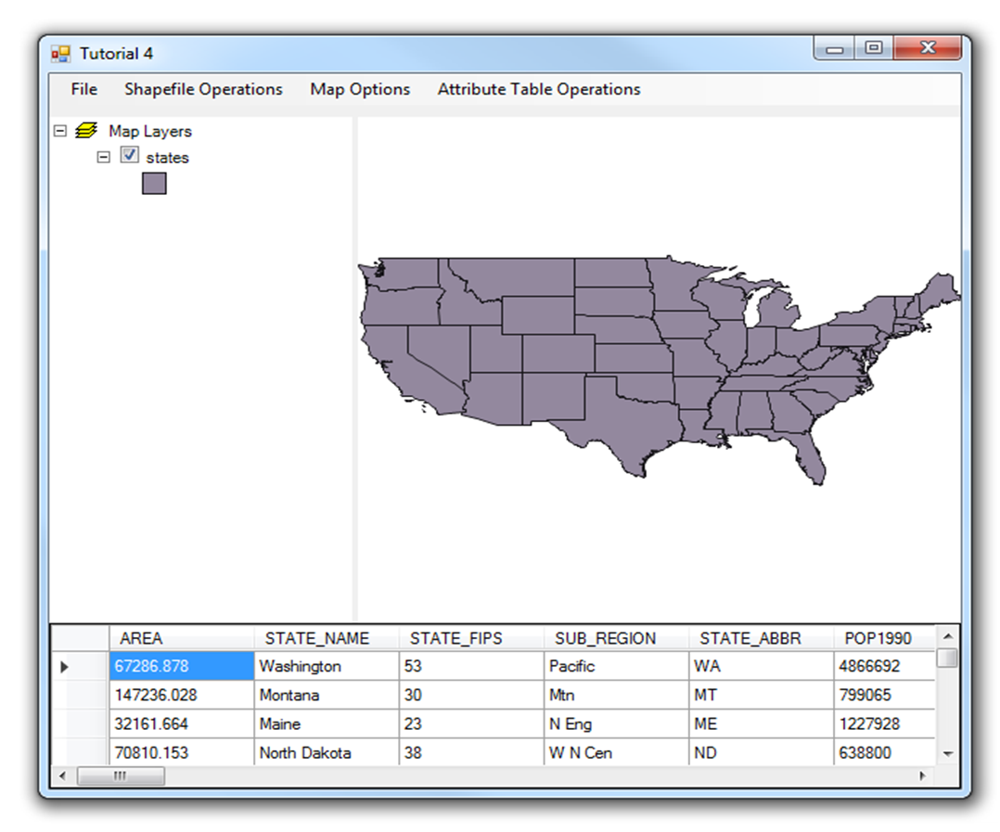 Tutorial 4
File Shapefile Operations Map Options Attribute Table Operations
Map Layers
states
AREA STATE_NAME STATE_FIPS SUB_REGION STATE_ABBR POP1990
67286.878 Washington 53 Pacific WA 4866692
147236.028 Montana 30 Mtn MT 799065
32161.664 Maine 23 N Eng ME 1227928
70810.153 North Dakota 38 W N Cen ND 638800